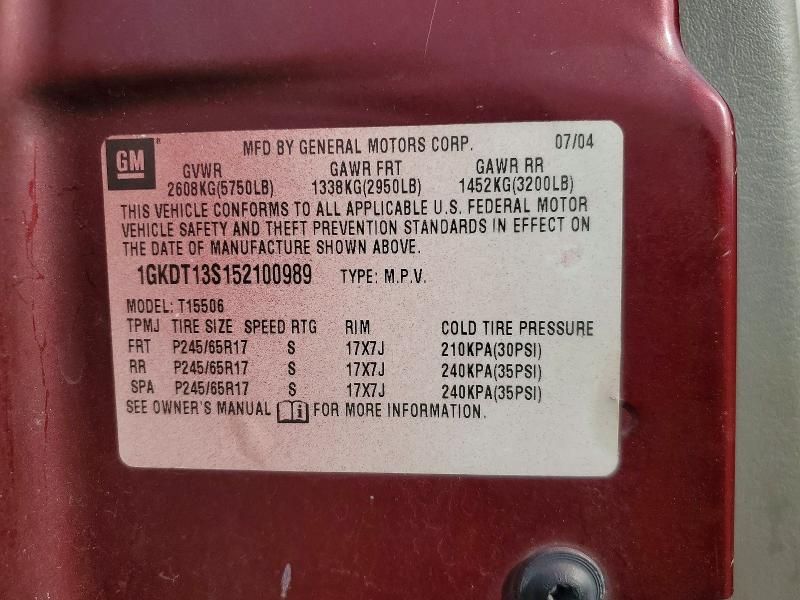 GM ® MFD BY GENERAL MOTORS CORP. 07/04
GVWR GAWR FRT GAWR RR
2608KG(5750LB) 1338KG(2950LB) 1452KG(3200LB)
THIS VEHICLE CONFORMS TO ALL APPLICABLE U.S. FEDERAL MOTOR
VEHICLE SAFETY AND THEFT PREVENTION STANDARDS IN EFFECT ON
THE DATE OF MANUFACTURE SHOWN ABOVE.
1GKDT13S152100989 TYPE: M.P.V.
MODEL: T15506
TPMJ TIRE SIZE SPEED RTG RIM COLD TIRE PRESSURE
FRT P245/65R17 S 17X7J 210KPA(30PSI)
RR P245/65R17 S 17X7J 240KPA(35PSI)
SPA P245/65R17 S 17X7J 240KPA(35PSI)
SEE OWNER'S MANUAL i FOR MORE INFORMATION.